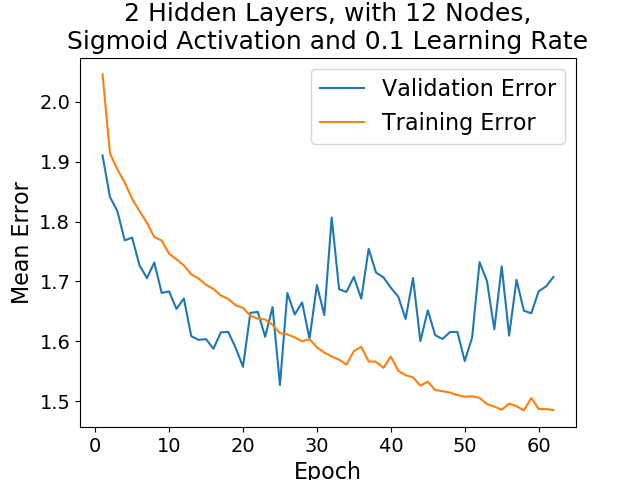 2 Hidden Layers, with 12 Nodes,
Sigmoid Activation and 0.1 Learning Rate
Validation Error
Training Error
Mean Error
2.0
1.9
1.8
1.7
1.6
1.5
0 10 20 30 40 50 60
Epoch